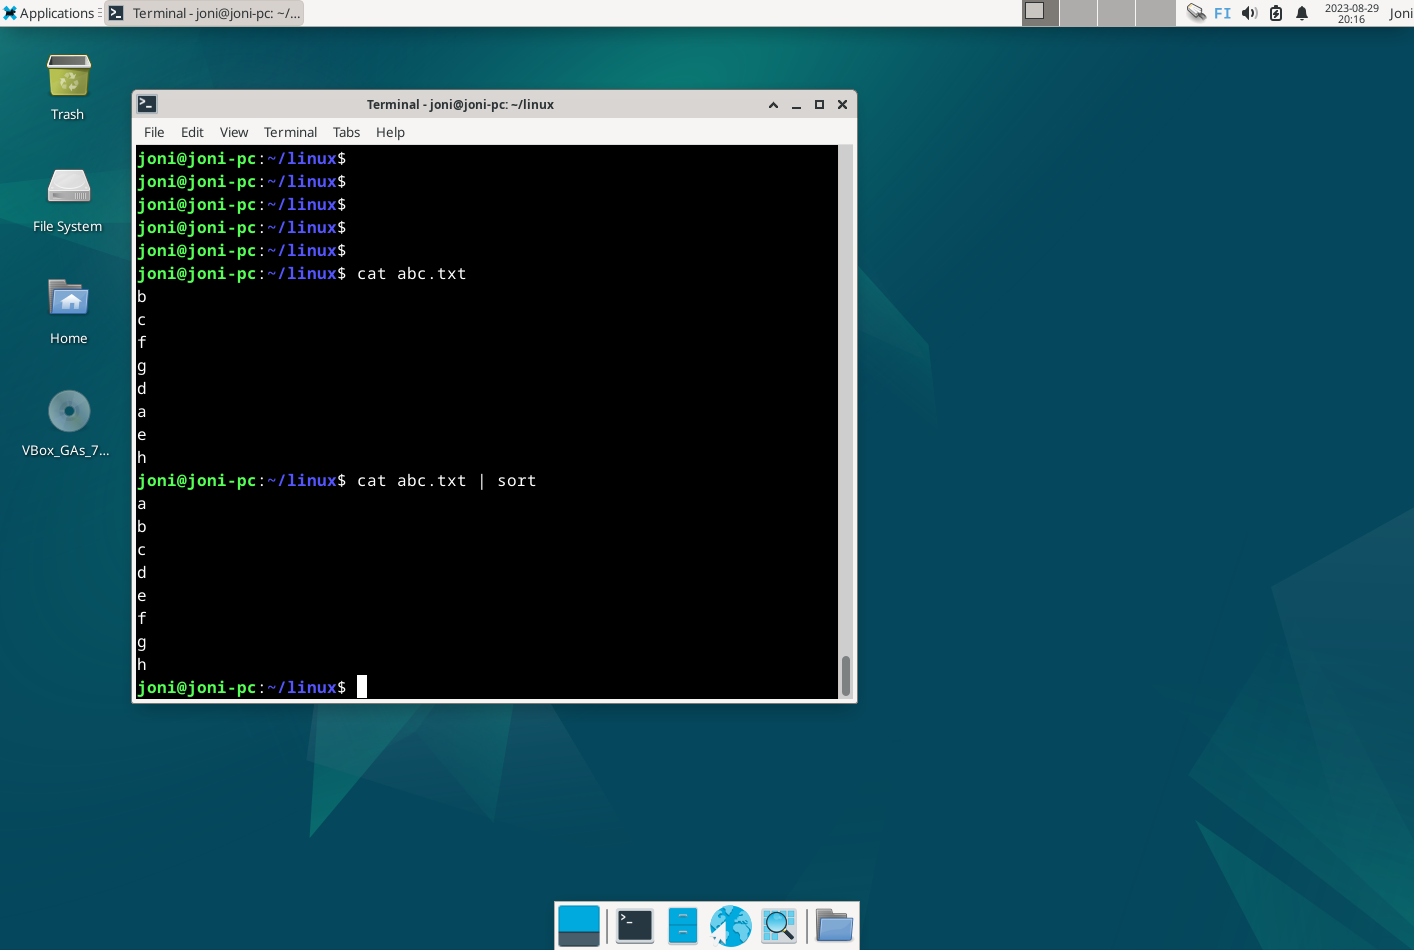 Applications
Terminal - joni@joni-pc: ~/...
FI
2023-08-29
20:16
Joni
Trash
File System
Home
VBox_GAs_7...
Terminal - joni@joni-pc: ~/linux
File Edit View Terminal Tabs Help
joni@joni-pc:~/linux$
joni@joni-pc:~/linux$
joni@joni-pc:~/linux$
joni@joni-pc:~/linux$
joni@joni-pc:~/linux$
joni@joni-pc:~/linux$ cat abc.txt
b
c
f
g
d
a
e
h
joni@joni-pc:~/linux$ cat abc.txt | sort
a
b
c
d
e
f
g
h
joni@joni-pc:~/linux$